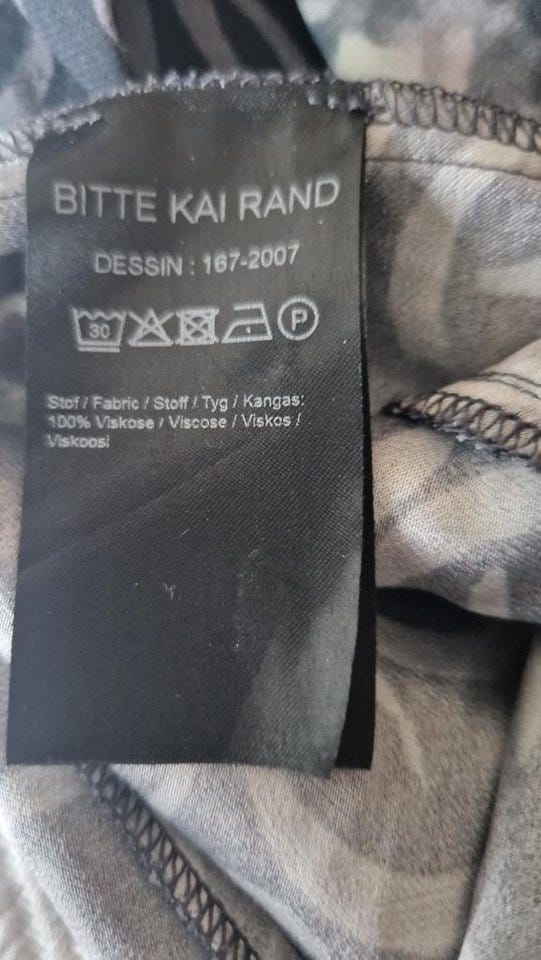 BITTE KAI RAND
DESSIN : 167-2007
30 P
Stof / Fabric / Stoff / Tyg / Kangas:
100% Viskose / Viscose / Viskos /
Viskoosi